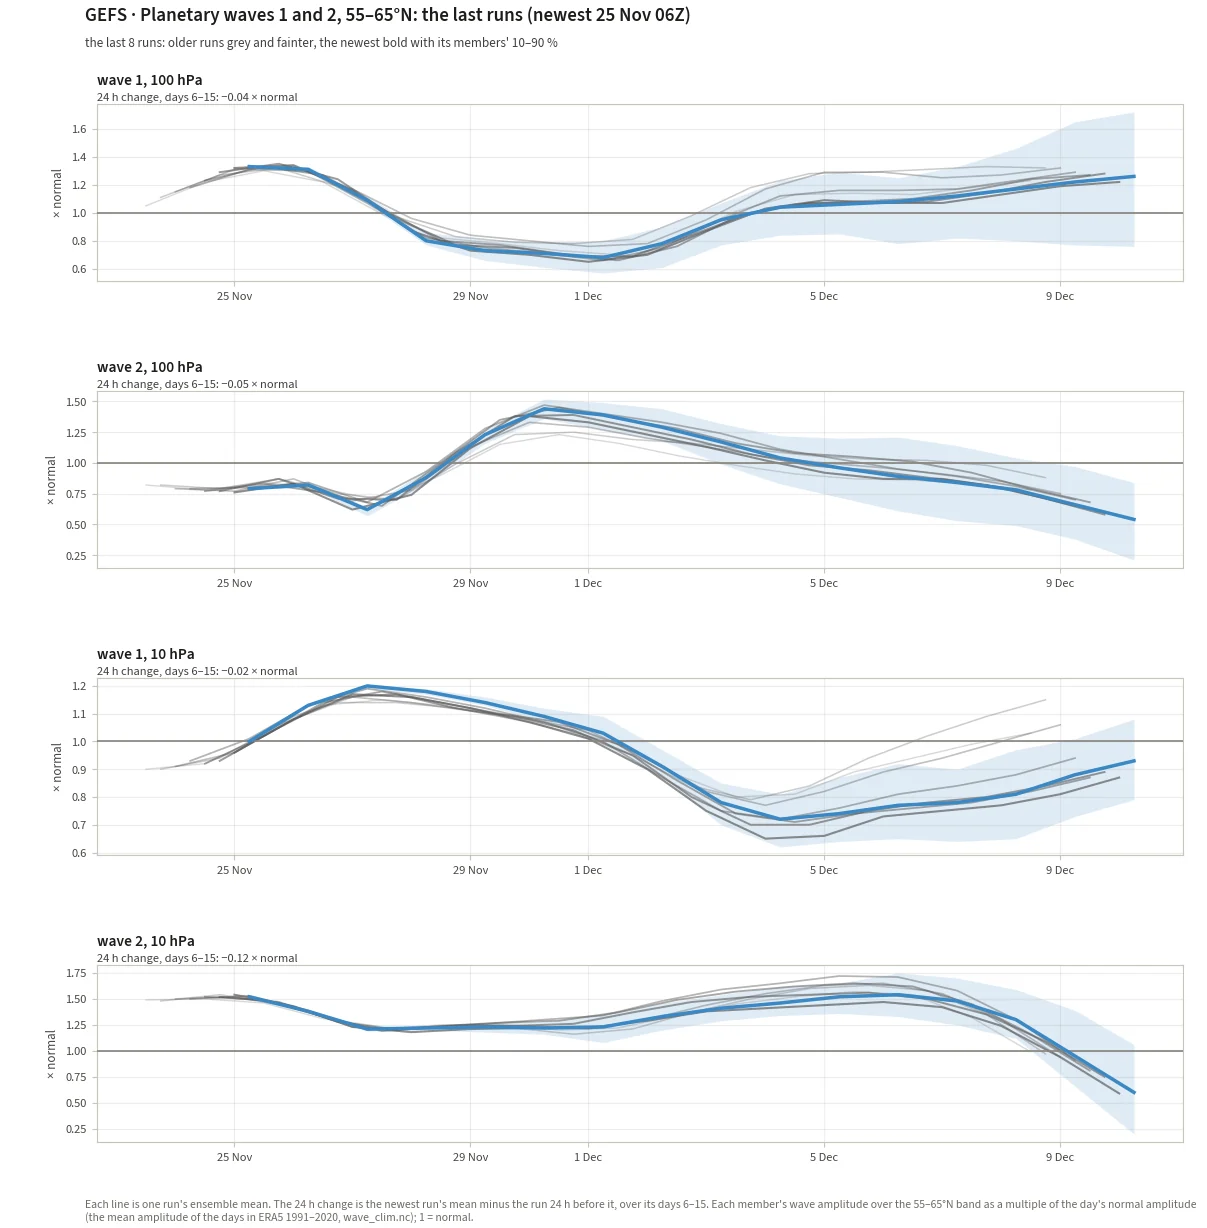 GEFS · Planetary waves 1 and 2, 55–65°N: the last runs (newest 25 Nov 06Z)
the last 8 runs: older runs grey and fainter, the newest bold with its members' 10–90 %
wave 1, 100 hPa
24 h change, days 6–15: −0.04 × normal
× normal
1.6
1.4
1.2
1.0
0.8
0.6
25 Nov
29 Nov
1 Dec
5 Dec
9 Dec
wave 2, 100 hPa
24 h change, days 6–15: −0.05 × normal
× normal
1.50
1.25
1.00
0.75
0.50
0.25
25 Nov
29 Nov
1 Dec
5 Dec
9 Dec
wave 1, 10 hPa
24 h change, days 6–15: −0.02 × normal
× normal
1.2
1.1
1.0
0.9
0.8
0.7
0.6
25 Nov
29 Nov
1 Dec
5 Dec
9 Dec
wave 2, 10 hPa
24 h change, days 6–15: −0.12 × normal
× normal
1.75
1.50
1.25
1.00
0.75
0.50
0.25
25 Nov
29 Nov
1 Dec
5 Dec
9 Dec
Each line is one run's ensemble mean. The 24 h change is the newest run's mean minus the run 24 h before it, over its days 6–15. Each member's wave amplitude over the 55–65°N band as a multiple of the day's normal amplitude
(the mean amplitude of the days in ERA5 1991–2020, wave_clim.nc); 1 = normal.